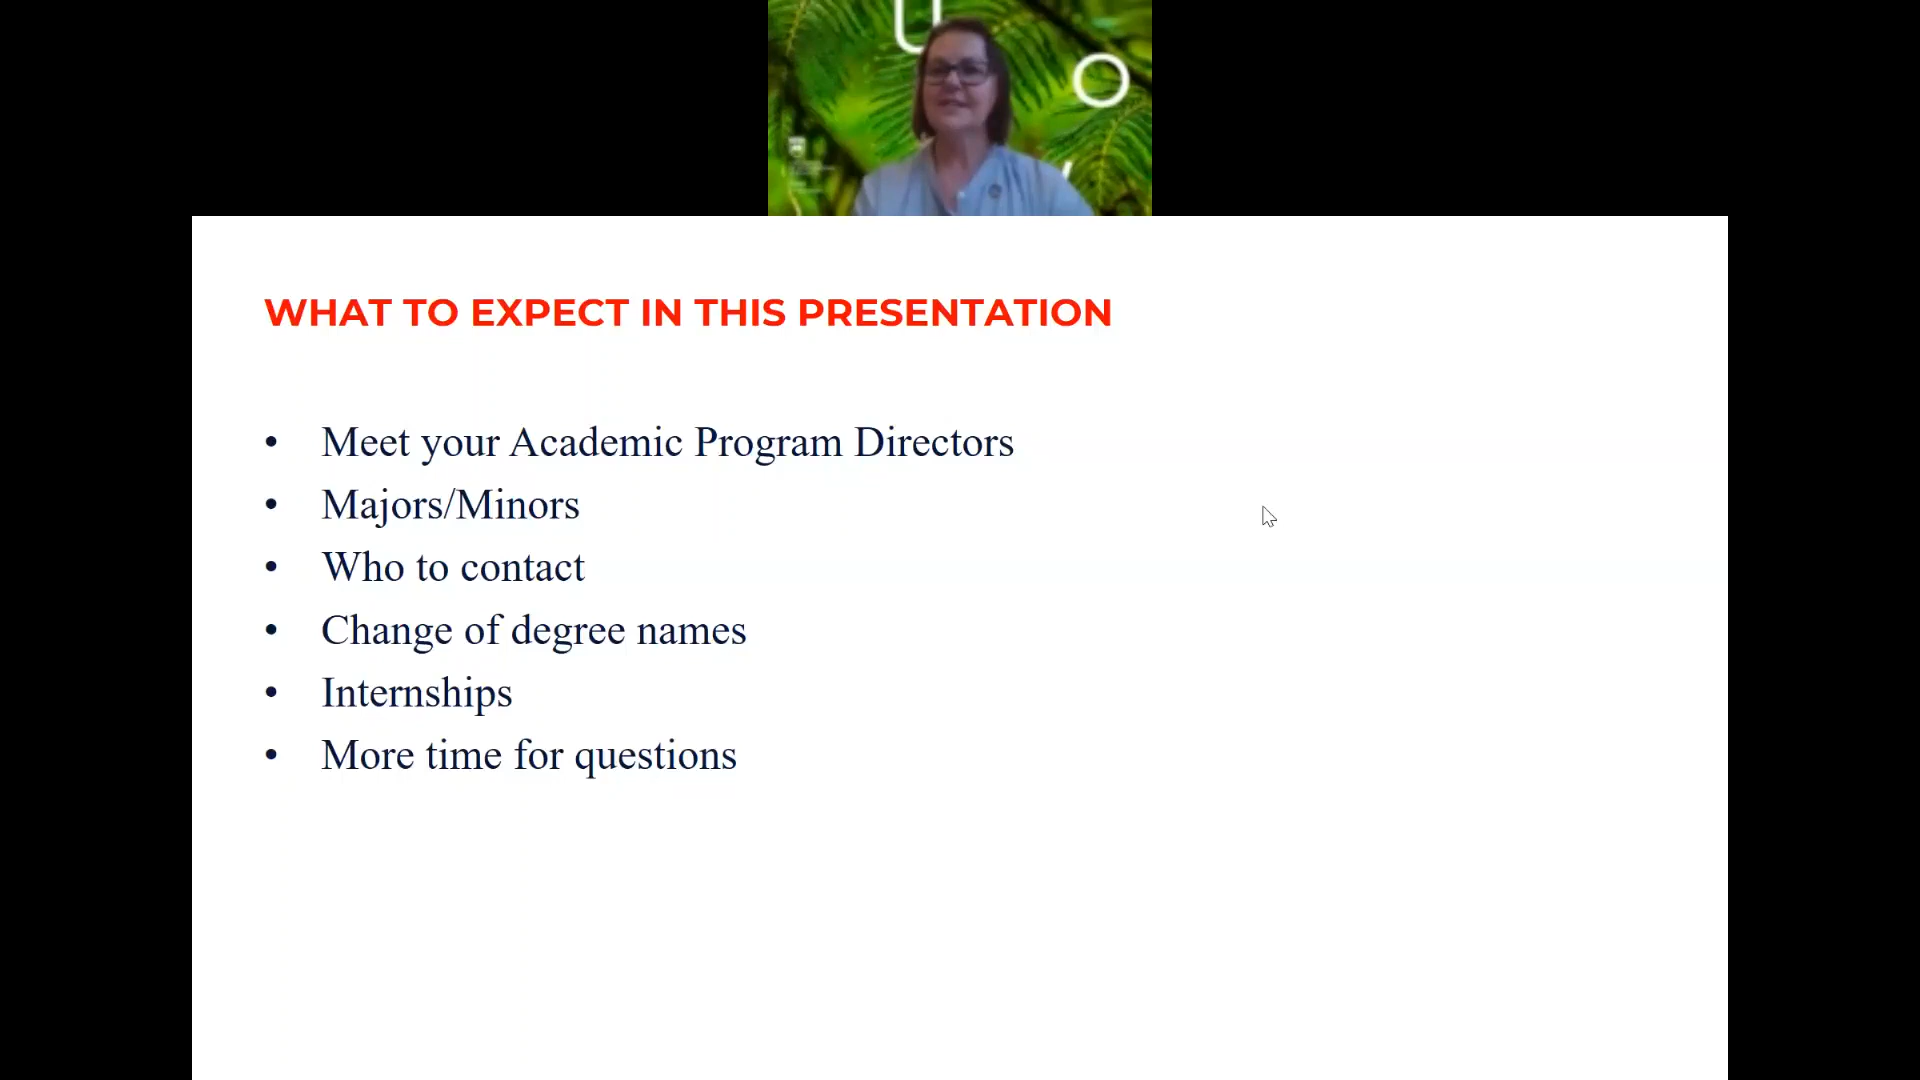 U
O
WHAT TO EXPECT IN THIS PRESENTATION
• Meet your Academic Program Directors
• Majors/Minors
• Who to contact
• Change of degree names
• Internships
• More time for questions